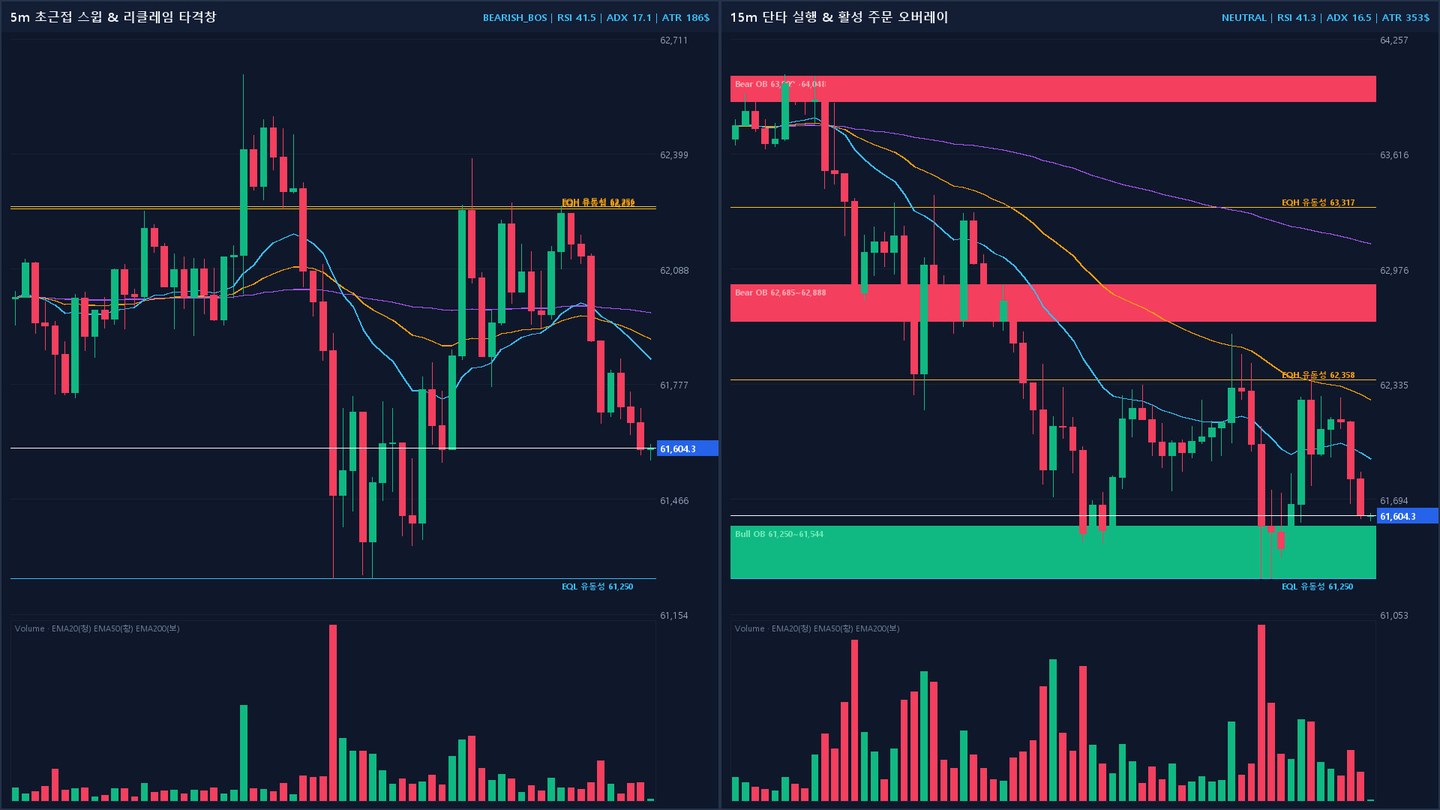 5m 초근접 스윕 & 리클레임 타격창
BEARISH_BOS | RSI 41.5 | ADX 17.1 | ATR 186$
62,711
62,399
EQH 유동성
62,088
61,777
61,604.3
61,466
EQL 유동성 61,250
61,154
Volume · EMA20(청) EMA50(황) EMA200(보)
15m 단타 실행 & 활성 주문 오버레이
NEUTRAL | RSI 41.3 | ADX 16.5 | ATR 353$
64,257
Bear OB
63,616
EQH 유동성 63,317
62,976
Bear OB 62,685~62,888
EQH 유동성 62,358
62,335
61,694
61,604.3
Bull OB 61,250~61,544
EQL 유동성 61,250
61,053
Volume · EMA20(청) EMA50(황) EMA200(보)